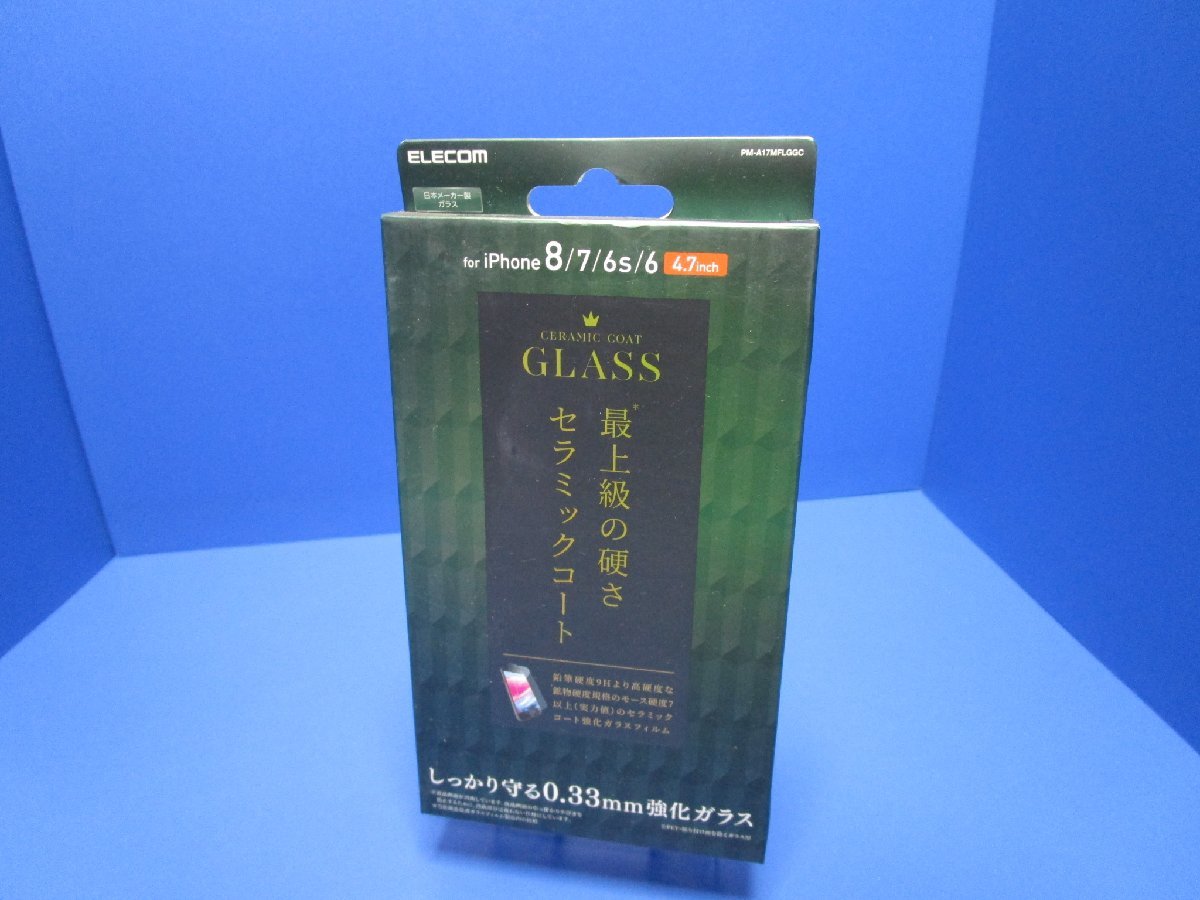 ELECOM
PM-A17MFLGGC
日本メーカー製
ガラス
for iPhone 8/7/6s/6 4.7inch
CERAMIC COAT
GLASS
最上級の硬さ※
セラミックコート
鉛筆硬度9Hより高硬度な
鉱物硬度規格のモース硬度7
以上(実力値)のセラミック
コート強化ガラスフィルム
しっかり守る0.33mm強化ガラス